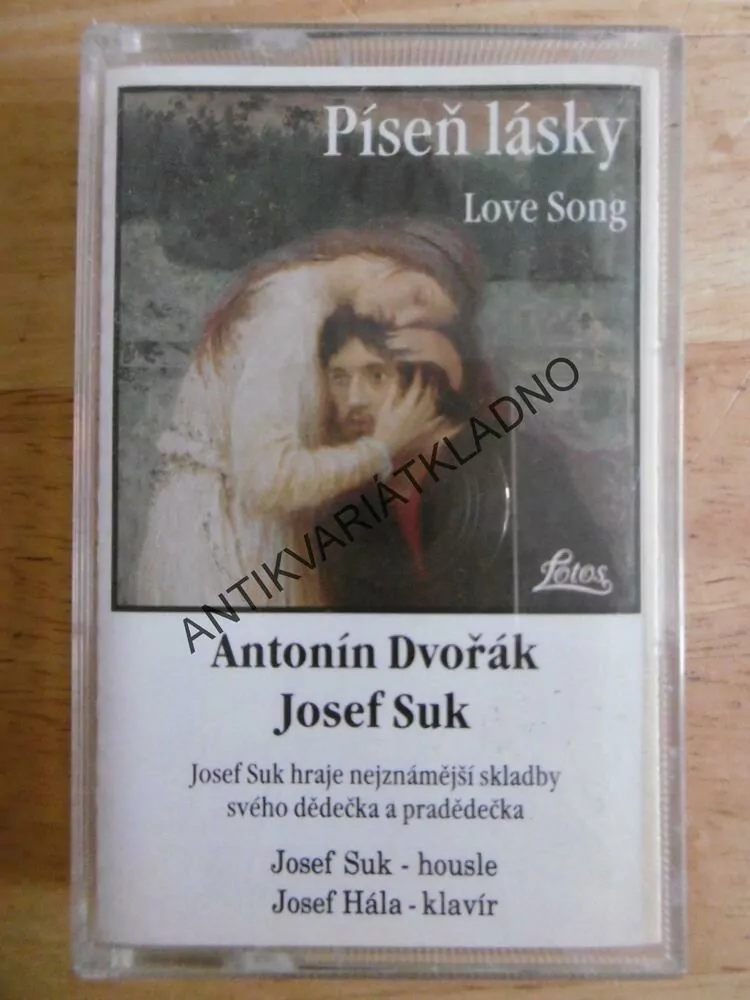 Píseň lásky
Love Song
Lotos
ANTIKVARIÁTKLADNO
Antonín Dvořák
Josef Suk
Josef Suk hraje nejznámější skladby
svého dědečka a pradědečka
Josef Suk - housle
Josef Hála - klavír